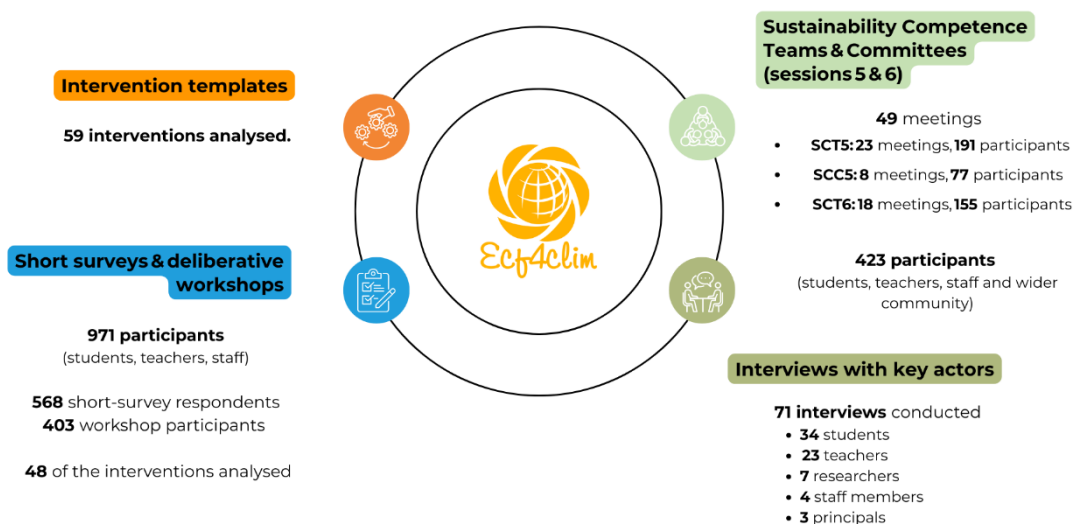 Intervention templates
59 interventions analysed.
Short surveys & deliberative
workshops
971 participants
(students, teachers, staff)
568 short-survey respondents
403 workshop participants
48 of the interventions analysed
Ecf4clim
Sustainability Competence
Teams & Committees
(sessions 5 & 6)
49 meetings
• SCT5: 23 meetings, 191 participants
• SCC5: 8 meetings, 77 participants
• SCT6: 18 meetings, 155 participants
423 participants
(students, teachers, staff and wider
community)
Interviews with key actors
71 interviews conducted
• 34 students
• 23 teachers
• 7 researchers
• 4 staff members
• 3 principals